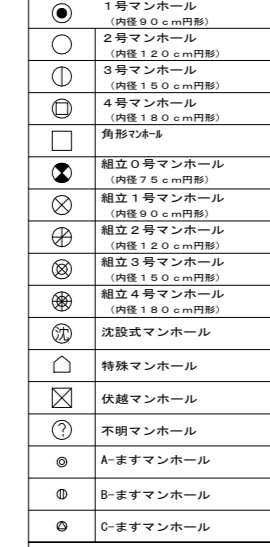 1号マンホール
(内径90cm円形)
2号マンホール
(内径120cm円形)
3号マンホール
(内径150cm円形)
4号マンホール
(内径180cm円形)
角形マンホール
組立0号マンホール
(内径75cm円形)
組立1号マンホール
(内径90cm円形)
組立2号マンホール
(内径120cm円形)
組立3号マンホール
(内径150cm円形)
組立4号マンホール
(内径180cm円形)
沈 沈設式マンホール
特殊マンホール
伏越マンホール
? 不明マンホール
A-ますマンホール
B-ますマンホール
C-ますマンホール